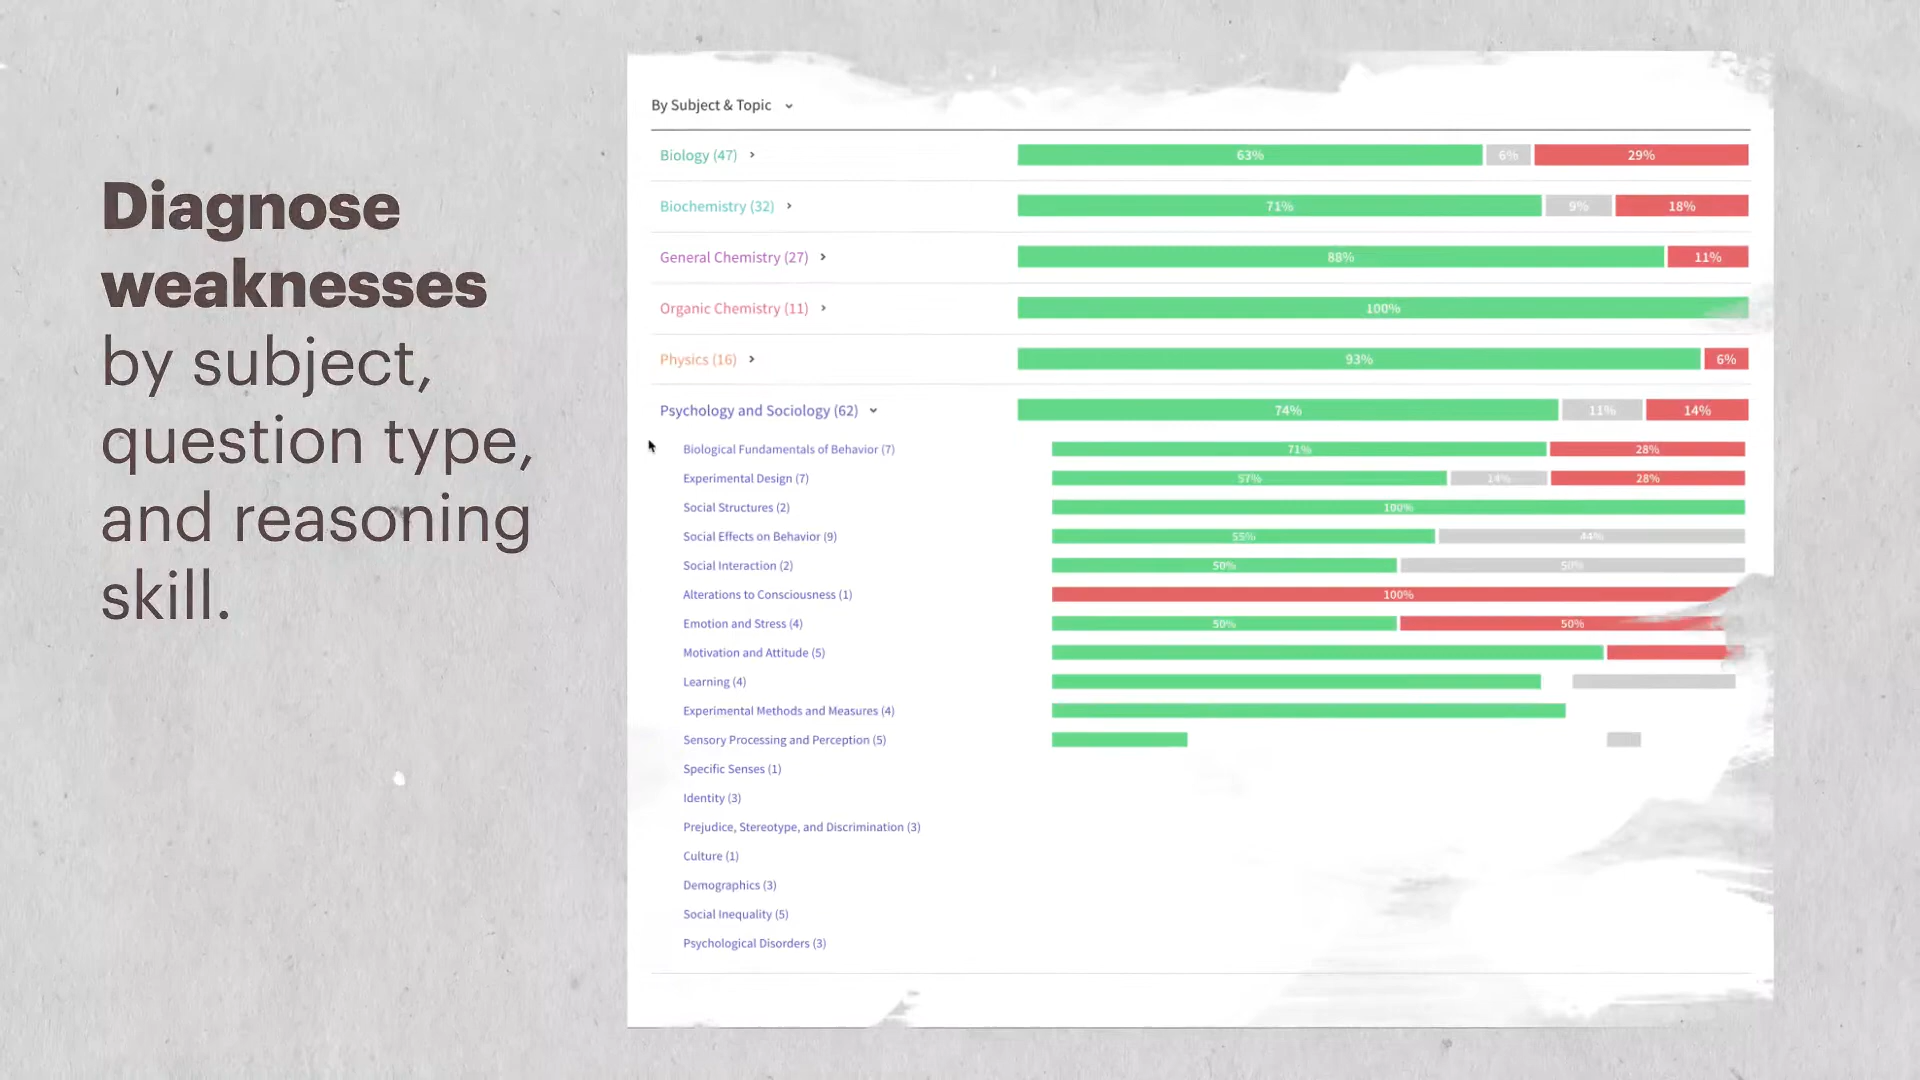 Diagnose
weaknesses
by subject,
question type,
and reasoning
skill.
By Subject & Topic
Biology (47) 63% 6% 29%
Biochemistry (32) 71% 9% 18%
General Chemistry (27) 88% 11%
Organic Chemistry (11) 100%
Physics (16) 93% 6%
Psychology and Sociology (62) 74% 11% 14%
Biological Fundamentals of Behavior (7) 71% 28%
Experimental Design (7) 57% 14% 28%
Social Structures (2) 100%
Social Effects on Behavior (9) 55% 44%
Social Interaction (2) 50% 50%
Alterations to Consciousness (1) 100%
Emotion and Stress (4) 50% 50%
Motivation and Attitude (5)
Learning (4)
Experimental Methods and Measures (4)
Sensory Processing and Perception (5)
Specific Senses (1)
Identity (3)
Prejudice, Stereotype, and Discrimination (3)
Culture (1)
Demographics (3)
Social Inequality (5)
Psychological Disorders (3)